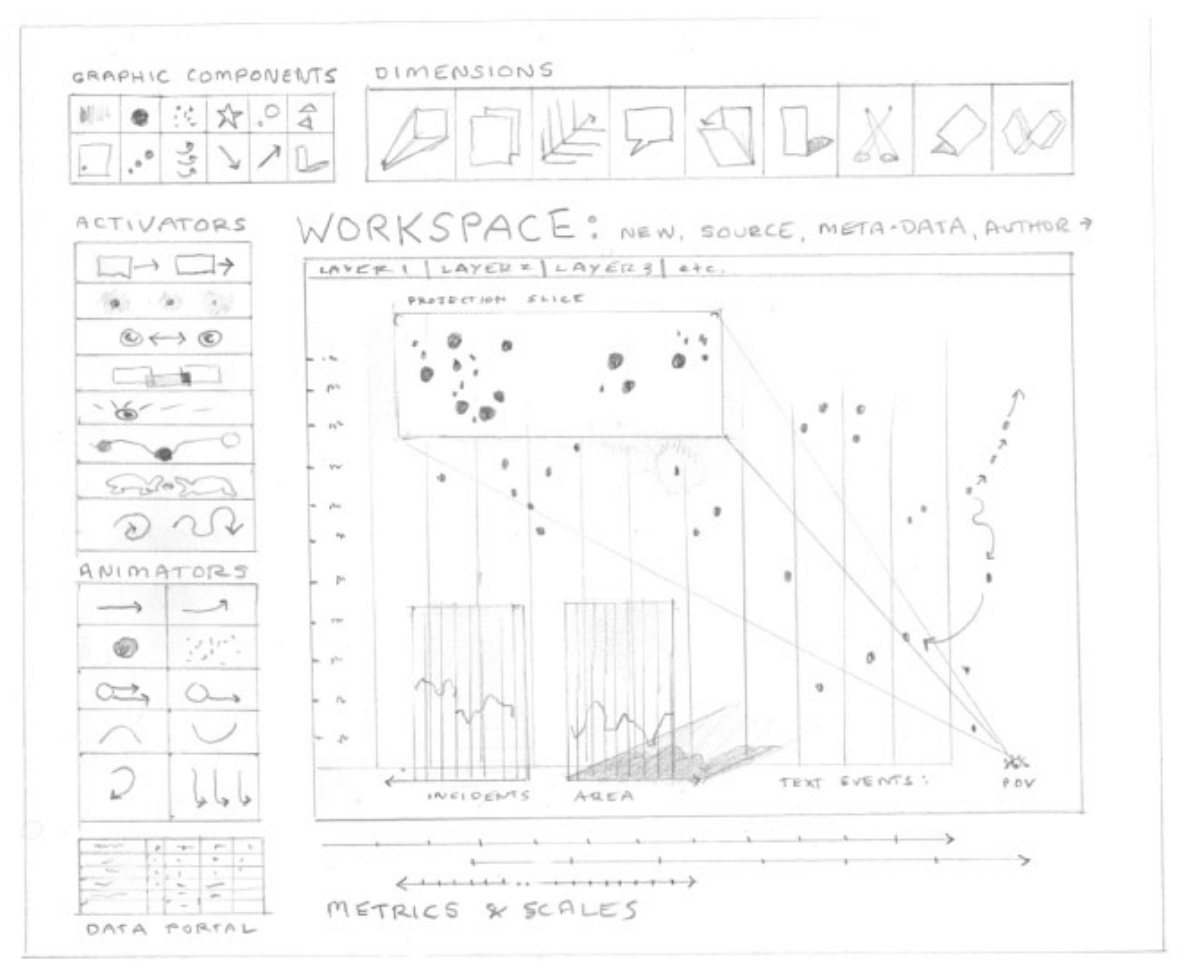 GRAPHIC COMPONENTS
DIMENSIONS
ACTIVATORS
WORKSPACE: NEW, SOURCE, META-DATA, AUTHOR →
LAYER 1 | LAYER 2 | LAYER 3 | etc.
PROJECTION SLICE
ANIMATORS
TEXT EVENTS:
POV
INCIDENTS
AREA
METRICS & SCALES
DATA PORTAL